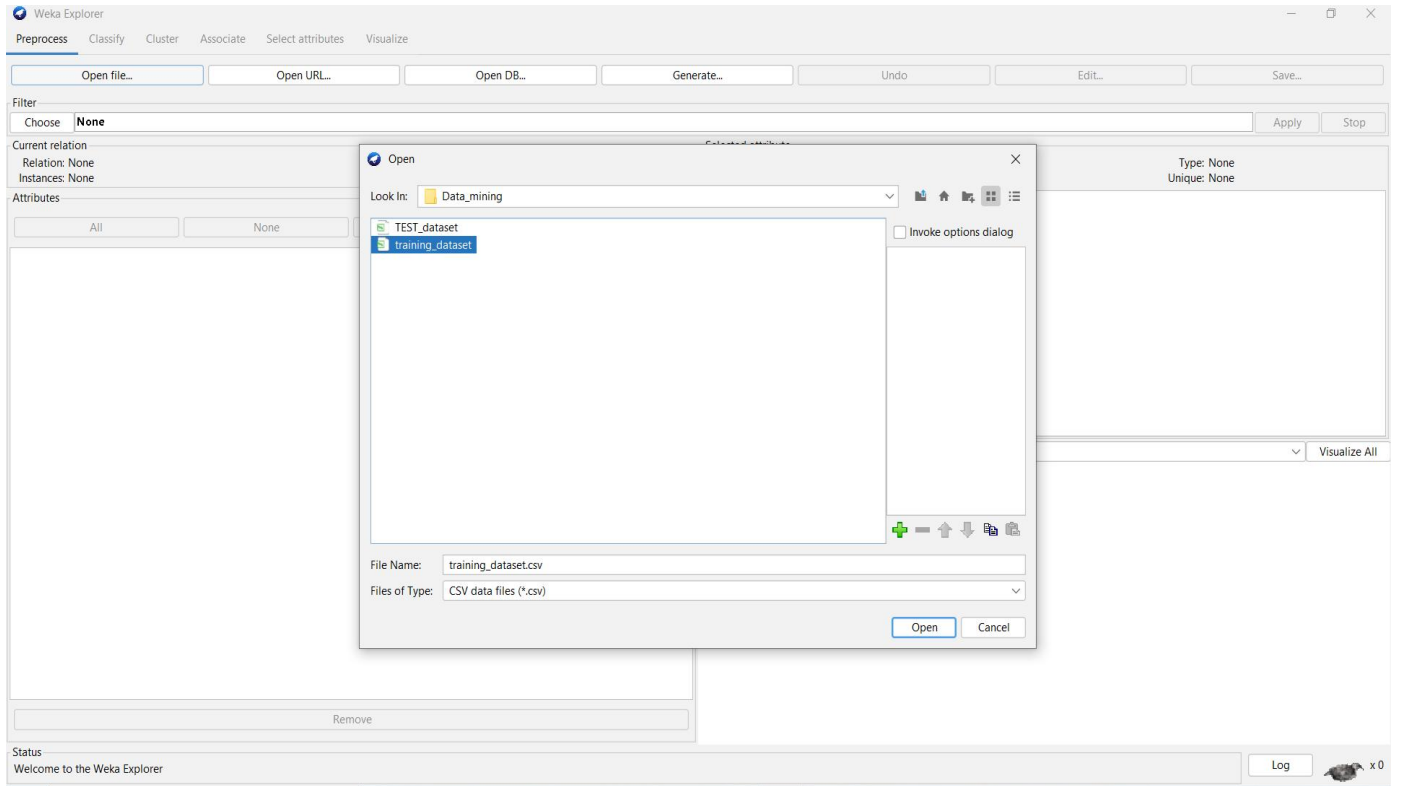 Weka Explorer
Preprocess Classify Cluster Associate Select attributes Visualize
Open file... Open URL... Open DB... Generate... Undo Edit... Save...
Filter
Choose None Apply Stop
Current relation
Relation: None
Instances: None
Attributes
All None
Selected attribute
Type: None
Unique: None
Visualize All
Open
Look In: Data_mining
TEST_dataset
training_dataset
Invoke options dialog
File Name: training_dataset.csv
Files of Type: CSV data files (*.csv)
Open Cancel
Remove
Status
Welcome to the Weka Explorer
Log x 0